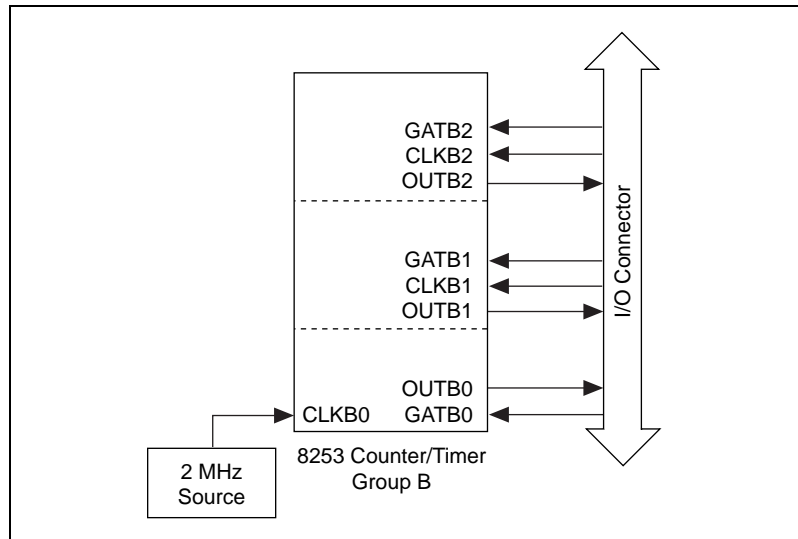 GATB2
CLKB2
OUTB2
GATB1
CLKB1
OUTB1
OUTB0
CLKB0 GATB0
I/O Connector
8253 Counter/Timer
Group B
2 MHz
Source